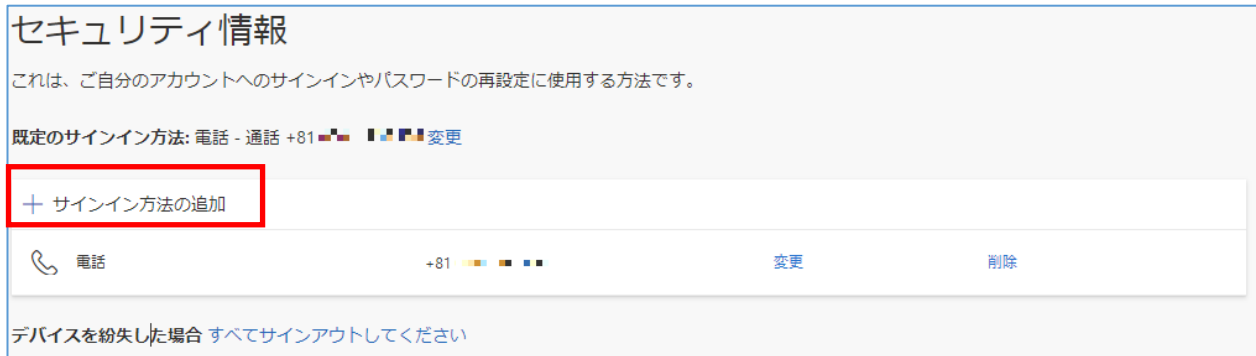 セキュリティ情報
これは、ご自分のアカウントへのサインインやパスワードの再設定に使用する方法です。
既定のサインイン方法: 電話 - 通話 +81 変更
＋ サインイン方法の追加
電話 +81 変更 削除
デバイスを紛失した場合 すべてサインアウトしてください